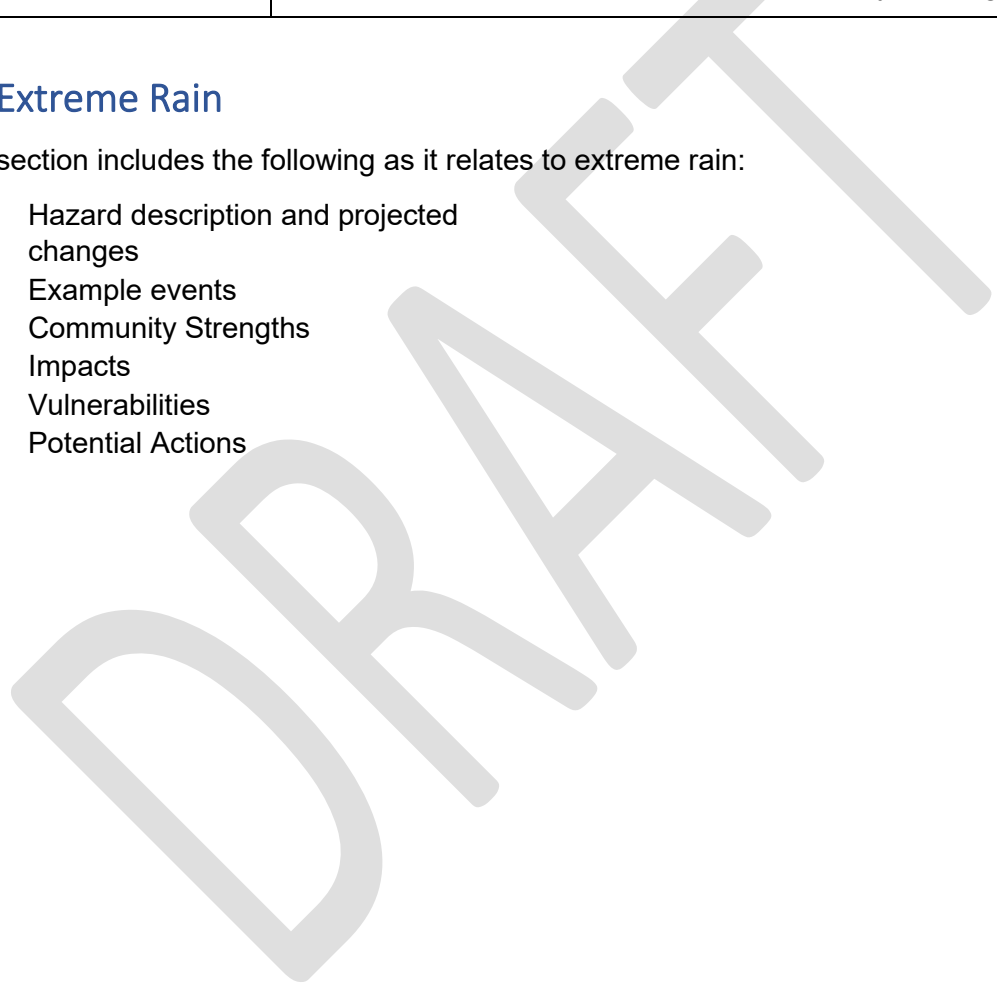 Extreme Rain
section includes the following as it relates to extreme rain:
Hazard description and projected
changes
Example events
Community Strengths
Impacts
Vulnerabilities
Potential Actions
DRAFT